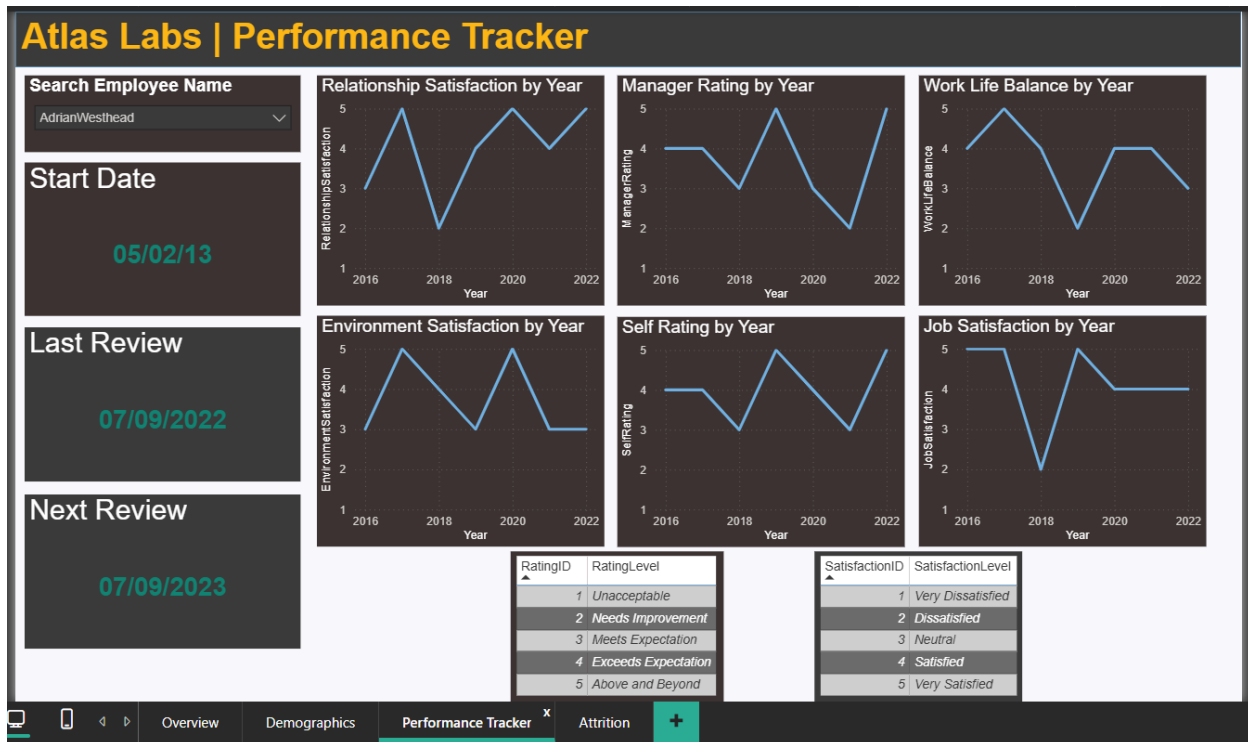 Atlas Labs | Performance Tracker
Search Employee Name
AdrianWesthead
Start Date
05/02/13
Last Review
07/09/2022
Next Review
07/09/2023
Relationship Satisfaction by Year
RelationshipSatisfaction
5
4
3
2
1
2016 2018 2020 2022
Year
Manager Rating by Year
ManagerRating
5
4
3
2
1
2016 2018 2020 2022
Year
Work Life Balance by Year
WorkLifeBalance
5
4
3
2
1
2016 2018 2020 2022
Year
Environment Satisfaction by Year
EnvironmentSatisfaction
5
4
3
2
1
2016 2018 2020 2022
Year
Self Rating by Year
SelfRating
5
4
3
2
1
2016 2018 2020 2022
Year
Job Satisfaction by Year
JobSatisfaction
5
4
3
2
1
2016 2018 2020 2022
Year
RatingID RatingLevel
1 Unacceptable
2 Needs Improvement
3 Meets Expectation
4 Exceeds Expectation
5 Above and Beyond
SatisfactionID SatisfactionLevel
1 Very Dissatisfied
2 Dissatisfied
3 Neutral
4 Satisfied
5 Very Satisfied
Overview Demographics Performance Tracker x Attrition +